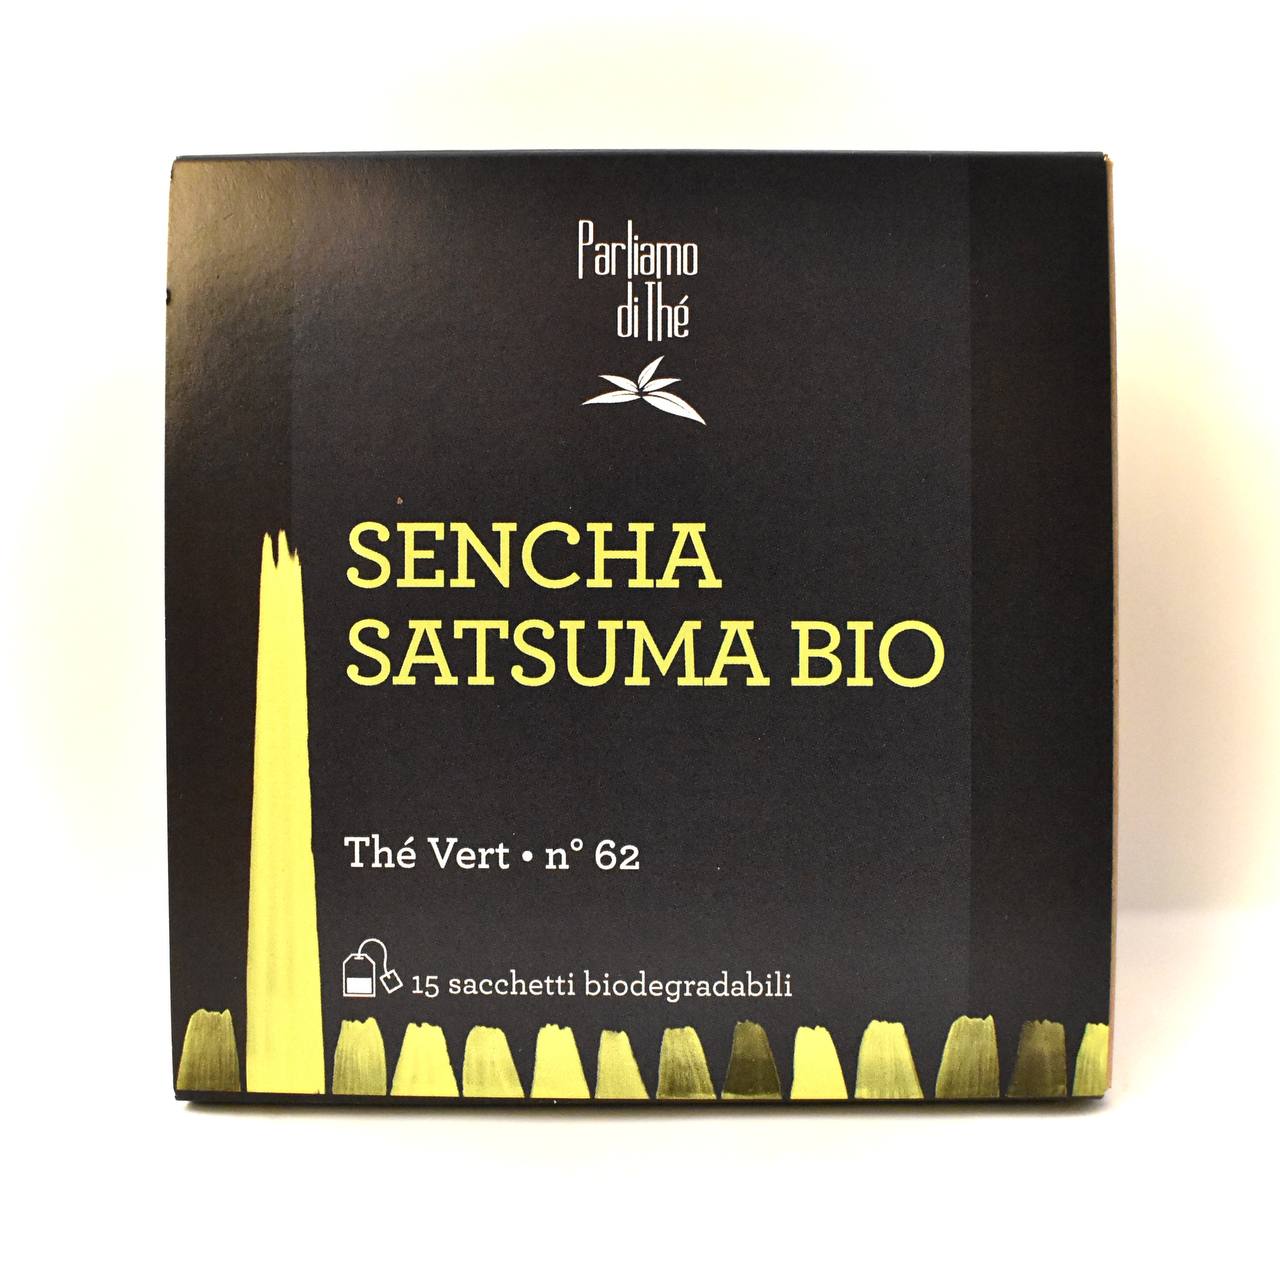 Parliamo
di Thé
SENCHA
SATSUMA BIO
Thé Vert • n° 62
15 sacchetti biodegradabili